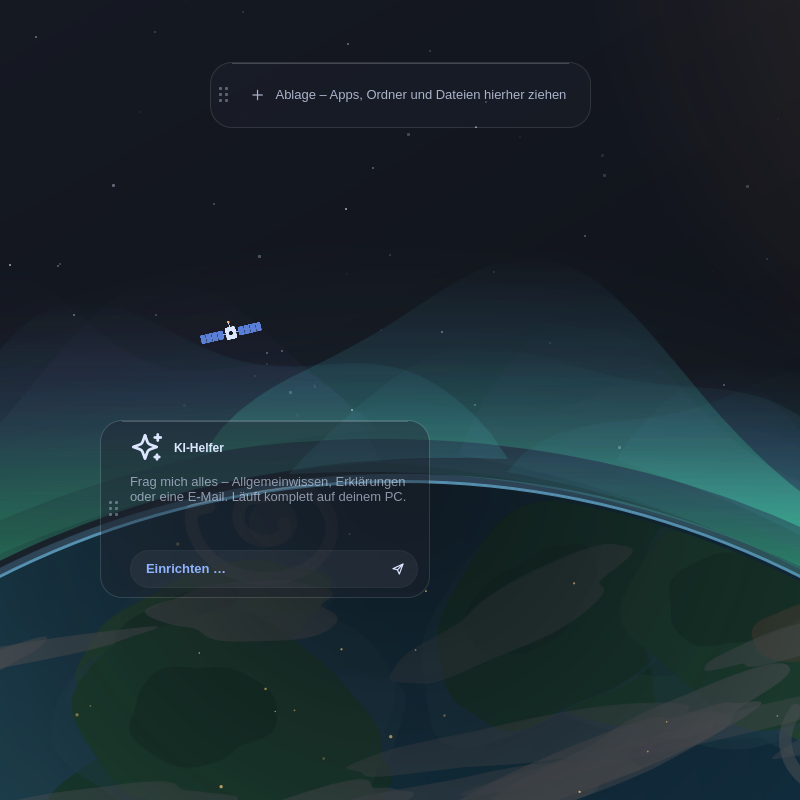 Ablage – Apps, Ordner und Dateien hierher ziehen
KI-Helfer
Frag mich alles – Allgemeinwissen, Erklärungen
oder eine E-Mail. Läuft komplett auf deinem PC.
Einrichten …